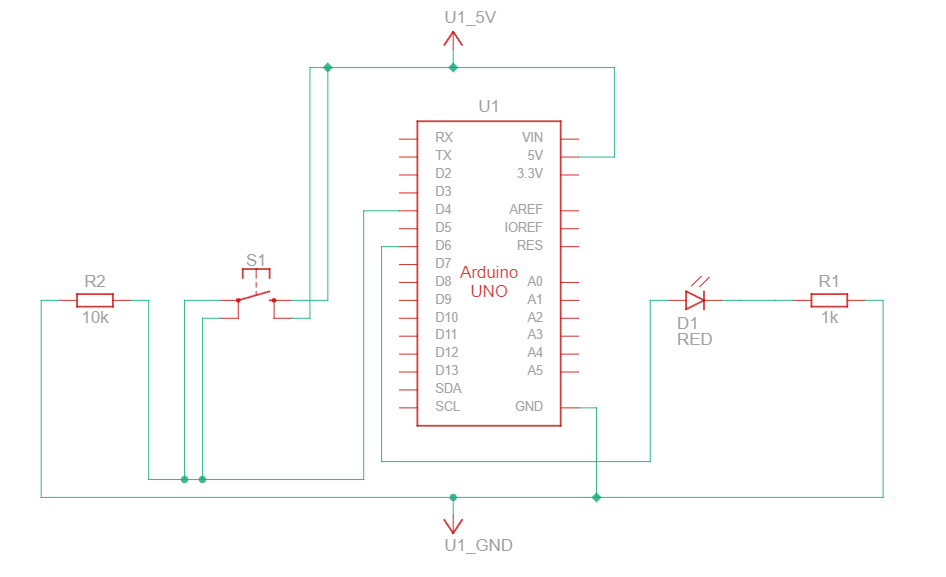 U1_5V
U1
RX VIN
TX 5V
D2 3.3V
D3
D4 AREF
D5 IOREF
D6 RES
D7
D8 A0
D9 A1
D10 A2
D11 A3
D12 A4
D13 A5
SDA
SCL GND
Arduino
UNO
S1
R2
10k
D1
RED
R1
1k
U1_GND